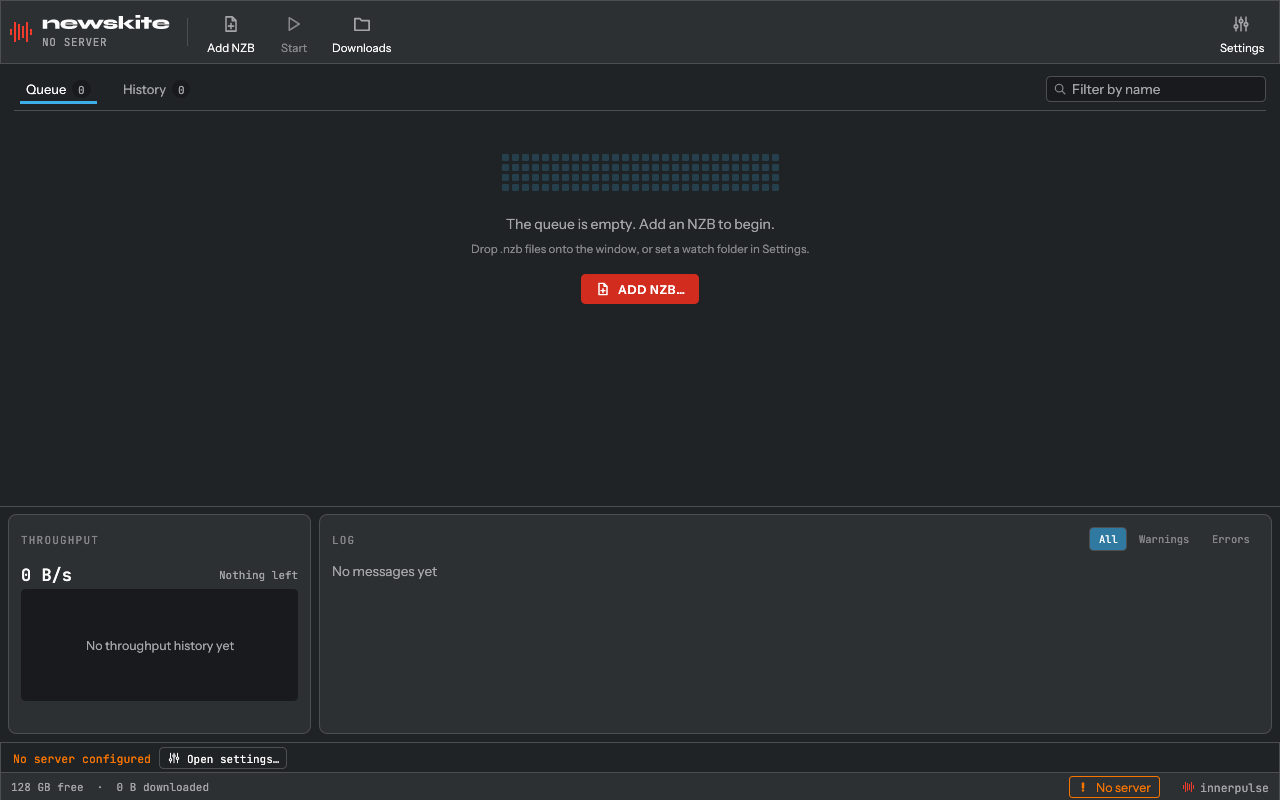 newskite
NO SERVER
Add NZB
Start
Downloads
Settings
Queue 0
History 0
Filter by name
The queue is empty. Add an NZB to begin.
Drop .nzb files onto the window, or set a watch folder in Settings.
ADD NZB…
THROUGHPUT
0 B/s
Nothing left
No throughput history yet
LOG
All
Warnings
Errors
No messages yet
No server configured
Open settings…
128 GB free · 0 B downloaded
! No server
innerpulse